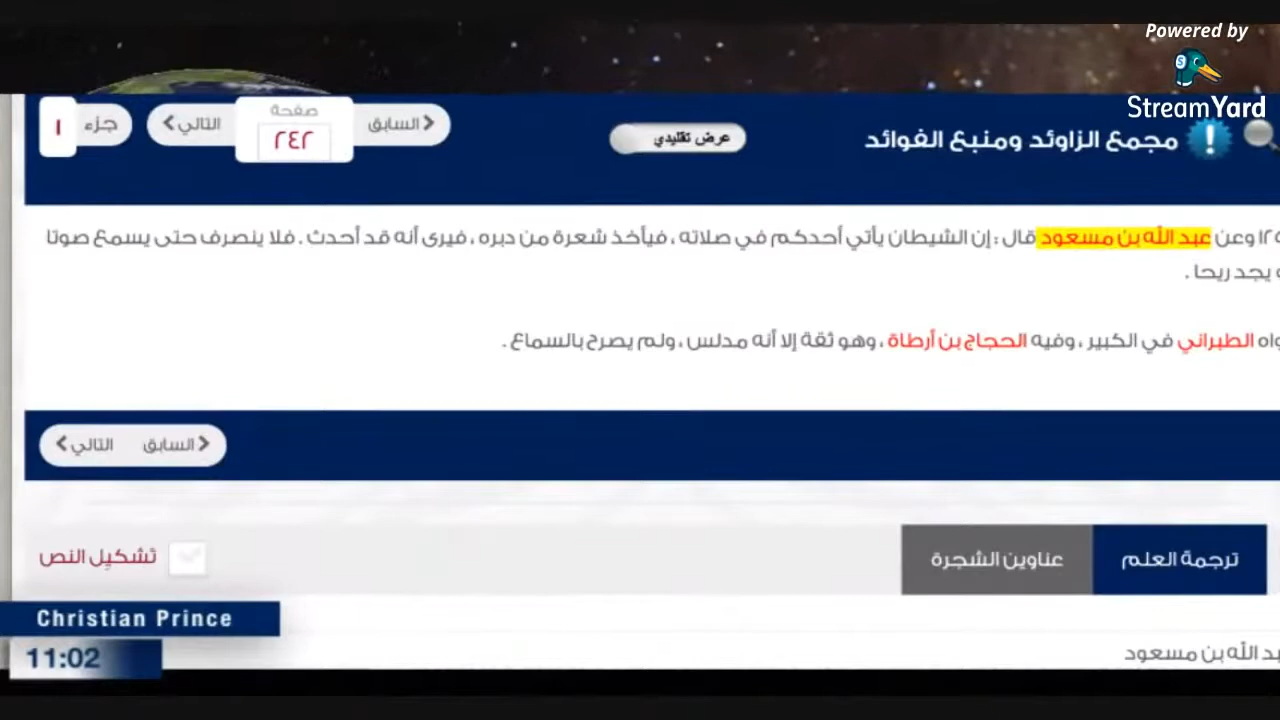 Powered by
StreamYard
مجمع الزاوئد ومنبع الفوائد
عرض تقليدي
السابق
صفحة
٢٤٢
التالي
جزء
١
وعن عبد الله بن مسعود قال : إن الشيطان يأتي أحدكم في صلاته ، فيأخذ شعرة من دبره ، فيرى أنه قد أحدث . فلا ينصرف حتى يسمع صوتا
يجد ريحا .
الطبراني في الكبير ، وفيه الحجاج بن أرطاة ، وهو ثقة إلا أنه مدلس ، ولم يصرح بالسماع .
السابق التالي
ترجمة العلم
عناوين الشجرة
تشكيل النص
Christian Prince
11:02
الله بن مسعود